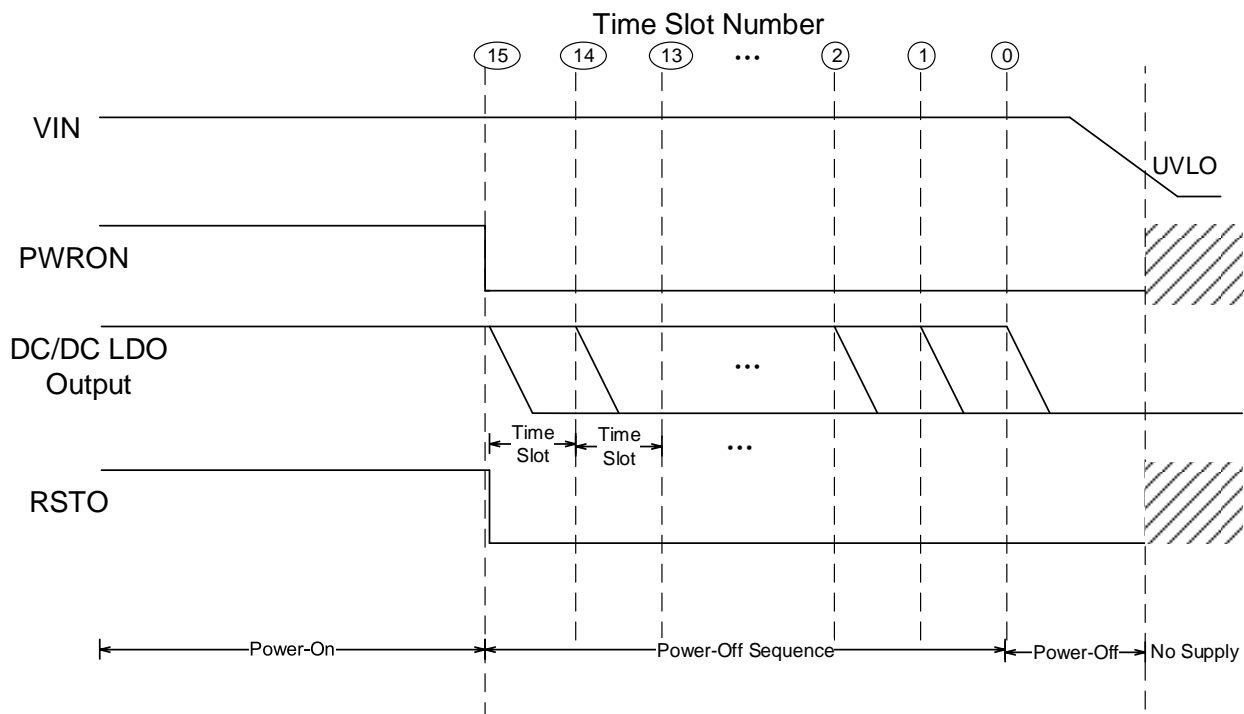 Time Slot Number
15 14 13 ... 2 1 0
VIN
UVLO
PWRON
DC/DC LDO
Output
...
Time
Slot
Time
Slot
...
RSTO
Power-On
Power-Off Sequence
Power-Off
No Supply